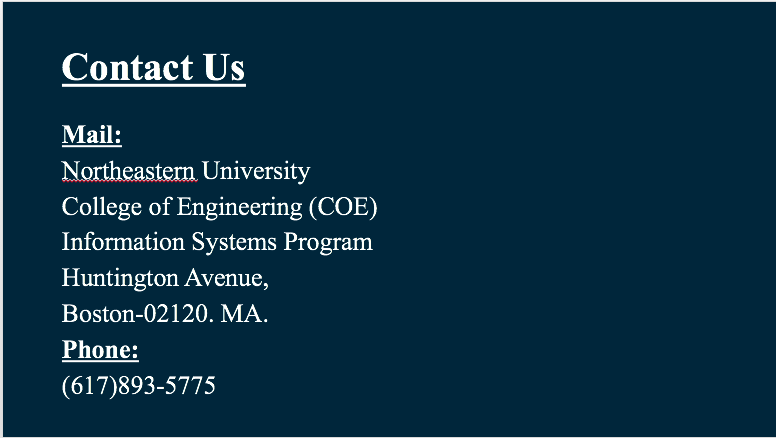 Contact Us
Mail:
Northeastern University
College of Engineering (COE)
Information Systems Program
Huntington Avenue,
Boston-02120. MA.
Phone:
(617)893-5775